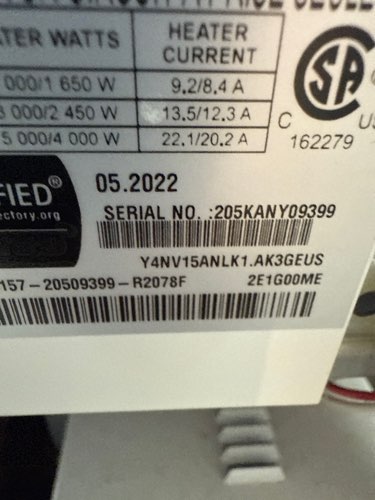 TER WATTS
HEATER
CURRENT
000/1 650 W
9.2/8.4 A
000/2 450 W
13.5/12.3 A
5 000/4 000 W
22.1/20.2 A
SA
C
US
162279
FIED®
ectory.org
05.2022
SERIAL NO. :205KANY09399
Y4NV15ANLK1.AK3GEUS
157-20509399-R2078F
2E1G00ME